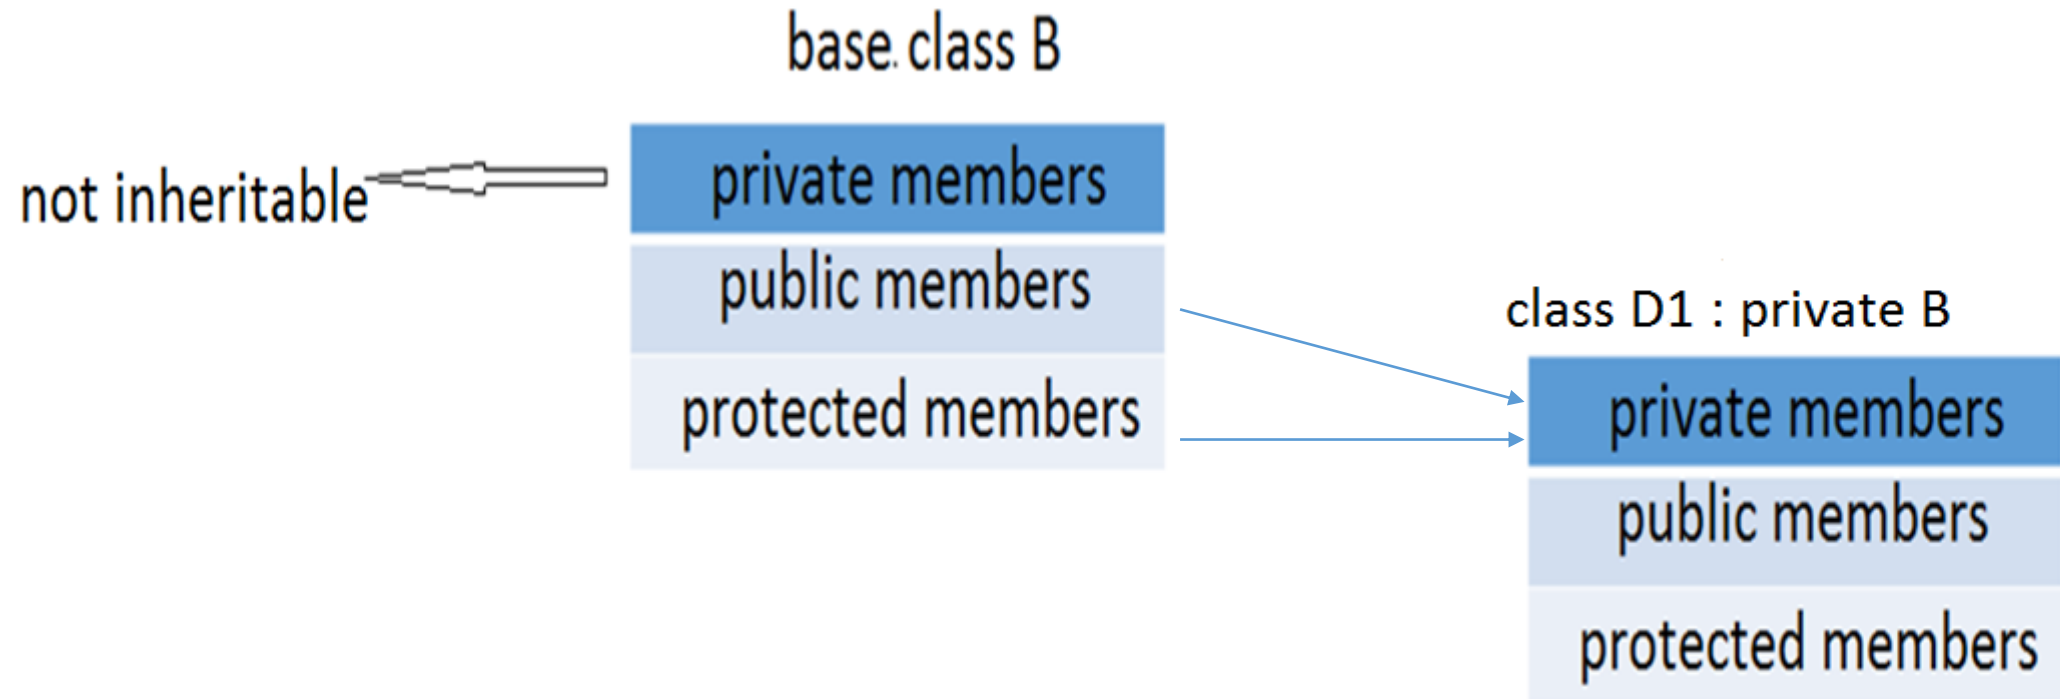 base class B
private members
not inheritable
public members
class D1 : private B
protected members
private members
public members
protected members